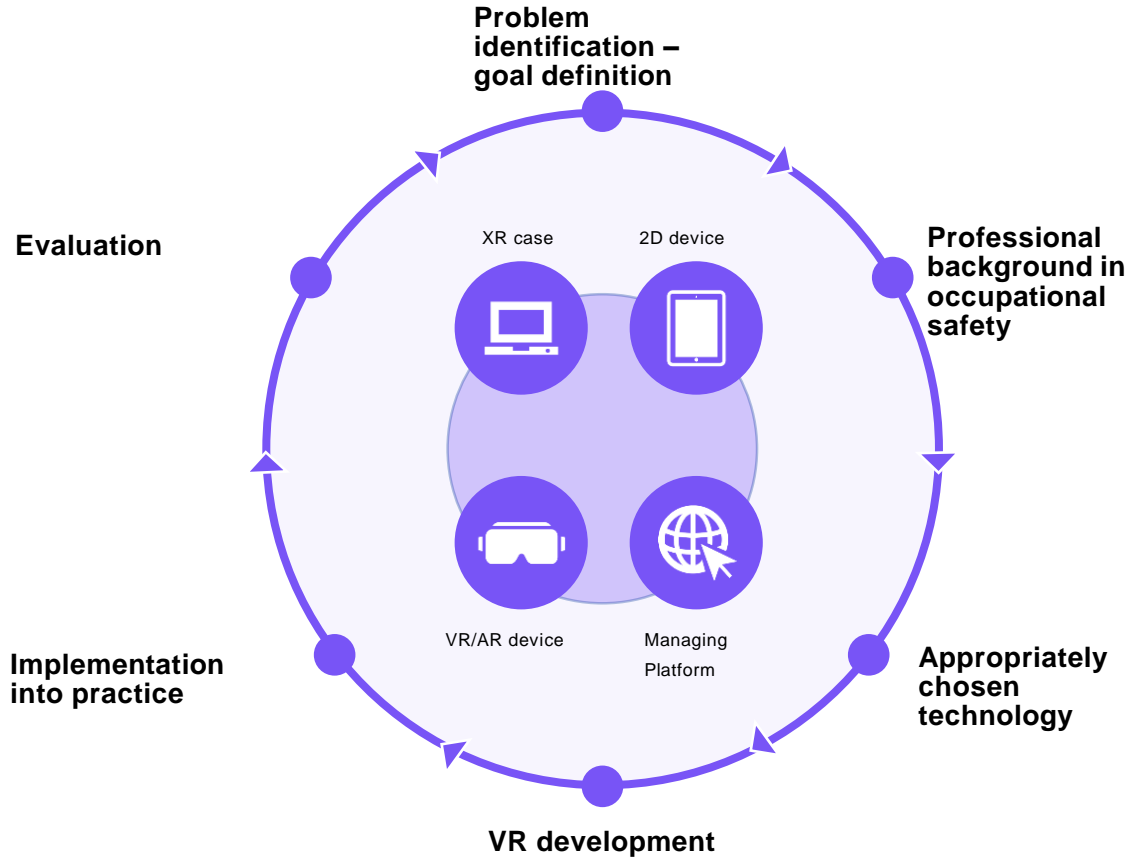 Problem
identification –
goal definition
Evaluation
XR case
2D device
Professional
background in
occupational
safety
VR/AR device
Managing
Platform
Implementation
into practice
Appropriately
chosen
technology
VR development